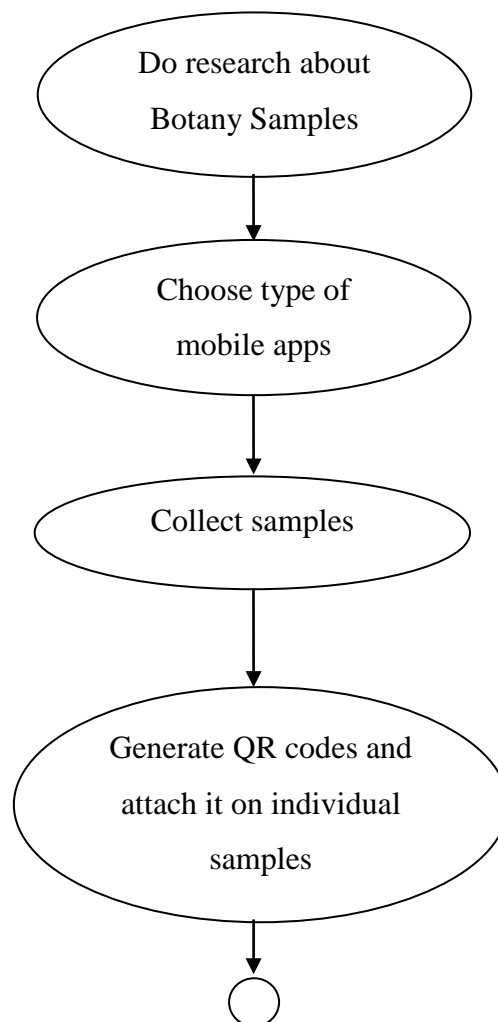 Do research about
Botany Samples
Choose type of
mobile apps
Collect samples
Generate QR codes and
attach it on individual
samples